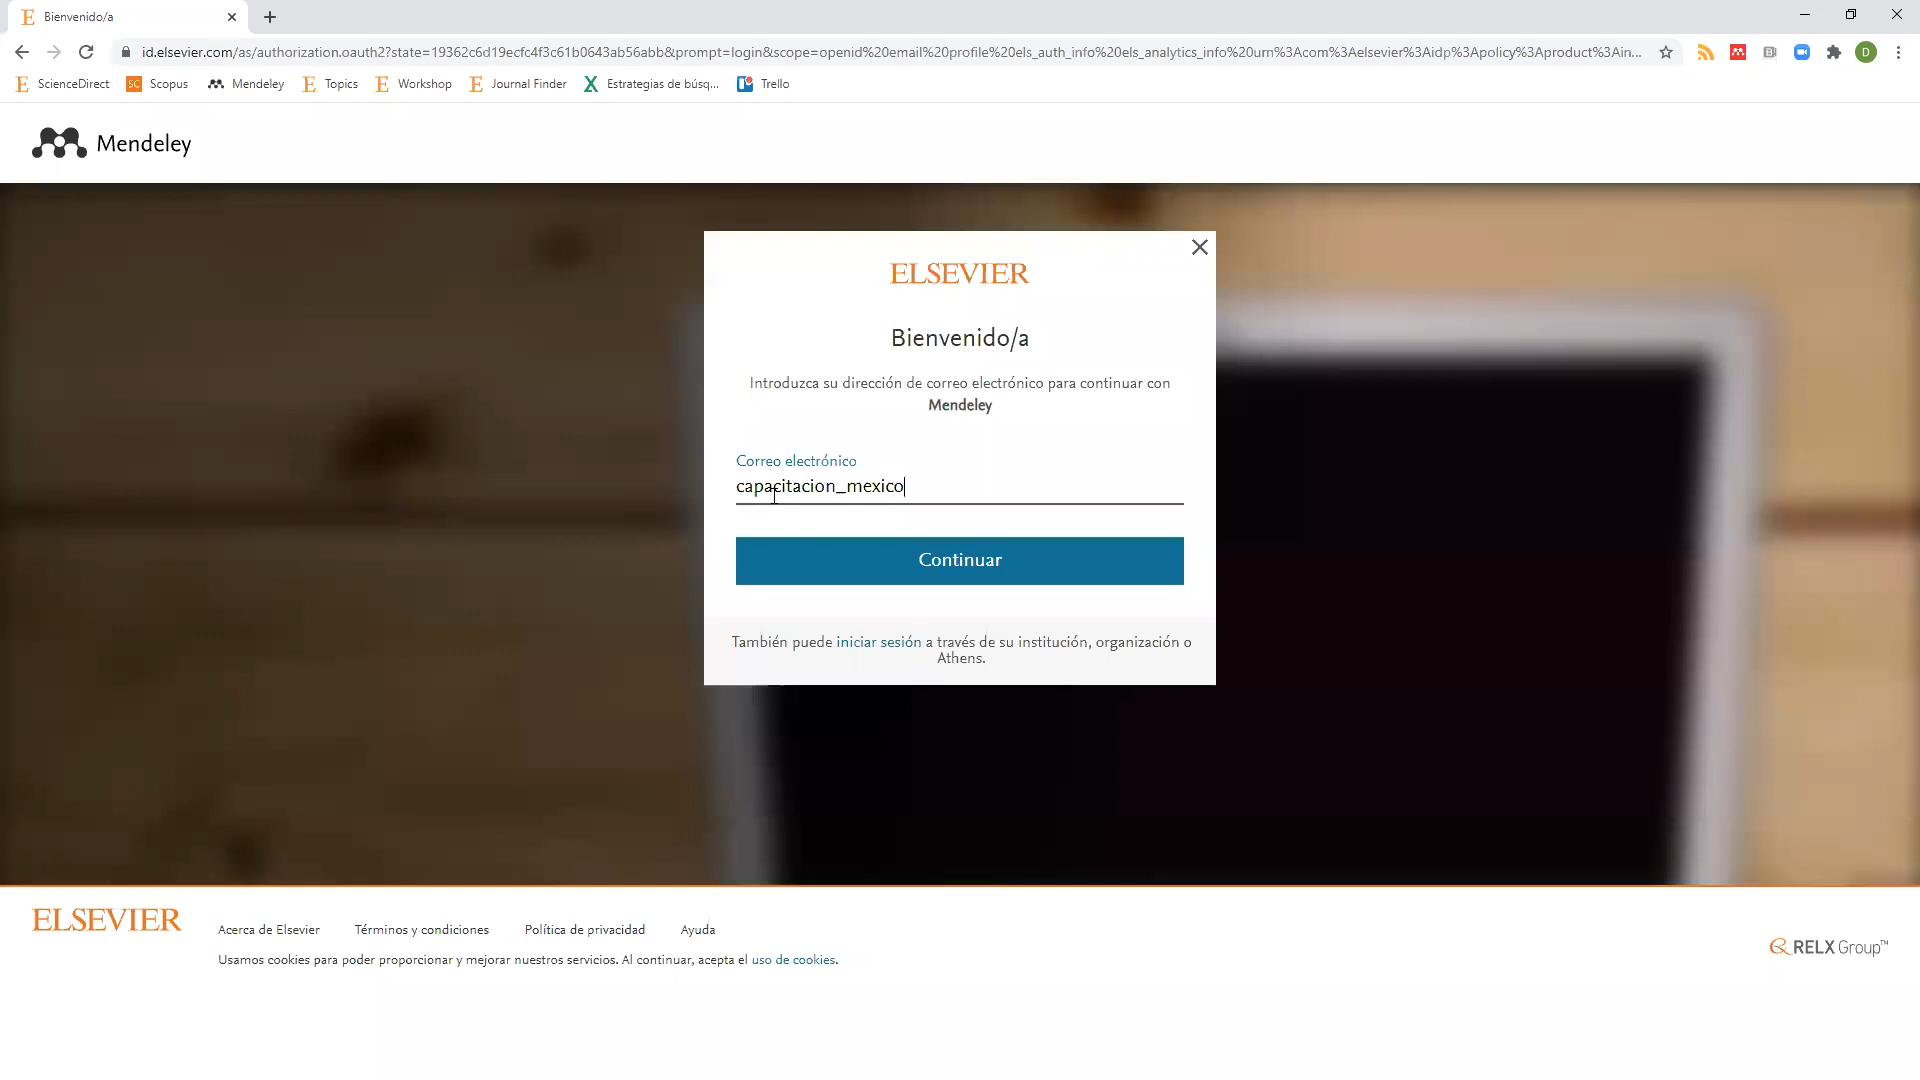 Bienvenido/a
id.elsevier.com/as/authorization.oauth2?state=19362c6d19ecfc4f3c61b0643ab56abb&prompt=login&scope=openid%20email%20profile%20els_auth_info%20els_analytics_info%20urn%3Acom%3Aelsevier%3Aidp%3Apolicy%3Aproduct%3Ain...
D
ScienceDirect
SC Scopus
Mendeley
Topics
Workshop
Journal Finder
Estrategias de búsq...
Trello
Mendeley
ELSEVIER
Bienvenido/a
Introduzca su dirección de correo electrónico para continuar con
Mendeley
Correo electrónico
capacitacion_mexico
Continuar
También puede iniciar sesión a través de su institución, organización o
Athens.
ELSEVIER
Acerca de Elsevier
Términos y condiciones
Política de privacidad
Ayuda
Usamos cookies para poder proporcionar y mejorar nuestros servicios. Al continuar, acepta el uso de cookies.
RELX Group™